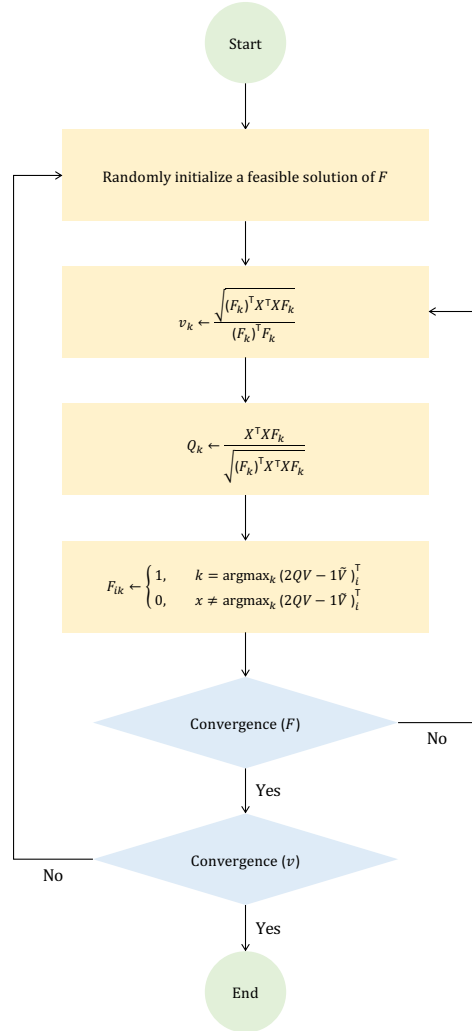 Start
Randomly initialize a feasible solution of F
v_k ← √((F_k)^T X^T X F_k) / ((F_k)^T F_k)
Q_k ← X^T X F_k / √((F_k)^T X^T X F_k)
F_ik ← { 1, k = argmax_k (2QV − 1Ṽ)_i^T
0, x ≠ argmax_k (2QV − 1Ṽ)_i^T
Convergence (F)
No
Yes
Convergence (v)
No
Yes
End